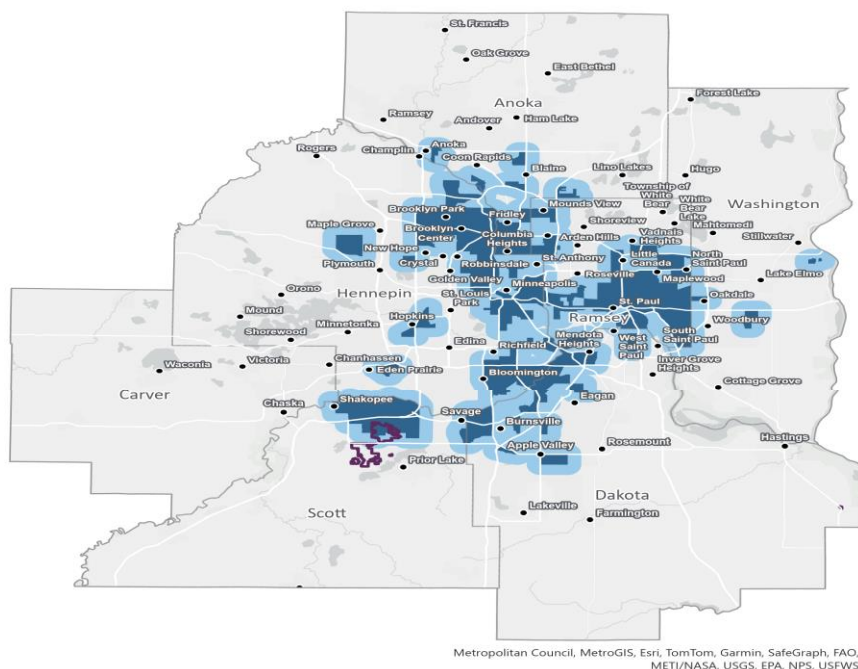 St. Francis
Oak Grove
East Bethel
Anoka
Forest Lake
Ramsey
Andover
Ham Lake
Rogers
Champlin
Anoka
Coon Rapids
Blaine
Lino Lakes
Hugo
Township of
White
Bear
White
Bear
Lake
Washington
Brooklyn Park
Fridley
Mounds View
Shoreview
Mahtomedi
Stillwater
Maple Grove
Brooklyn
Center
Columbia
Heights
Arden Hills
Vadnais
Heights
New Hope
Crystal
Robbinsdale
St. Anthony
Little
Canada
North
Saint Paul
Plymouth
Golden Valley
Roseville
Maplewood
Lake Elmo
Orono
Hennepin
St. Louis
Park
Minneapolis
St. Paul
Oakdale
Mound
Minnetonka
Hopkins
Ramsey
Woodbury
Shorewood
Edina
Richfield
Mendota
Heights
West
Saint
Paul
South
Saint Paul
Waconia
Victoria
Chanhassen
Eden Prairie
Bloomington
Inver Grove
Heights
Carver
Chaska
Shakopee
Savage
Burnsville
Eagan
Cottage Grove
Apple Valley
Rosemount
Hastings
Prior Lake
Scott
Lakeville
Dakota
Farmington
Metropolitan Council, MetroGIS, Esri, TomTom, Garmin, SafeGraph, FAO,
METI/NASA, USGS, EPA, NPS, USFWS